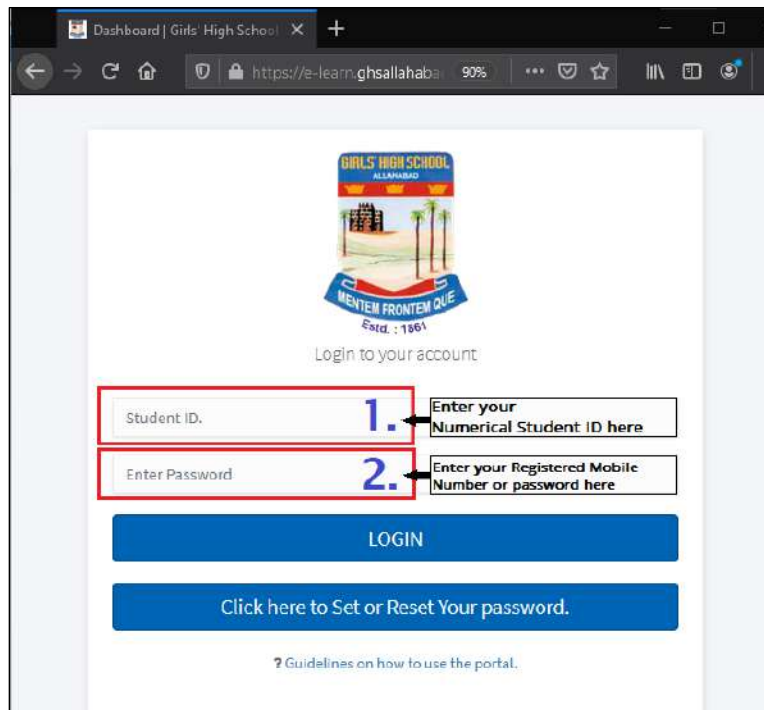 Dashboard | Girls' High School
https://e-learn.ghsallahaba 90%
GIRLS' HIGH SCHOOL
ALLAHABAD
MENTEM FRONTEM QUE
Estd. : 1861
Login to your account
Student ID. 1. Enter your
Numerical Student ID here
Enter Password 2. Enter your Registered Mobile
Number or password here
LOGIN
Click here to Set or Reset Your password.
? Guidelines on how to use the portal.